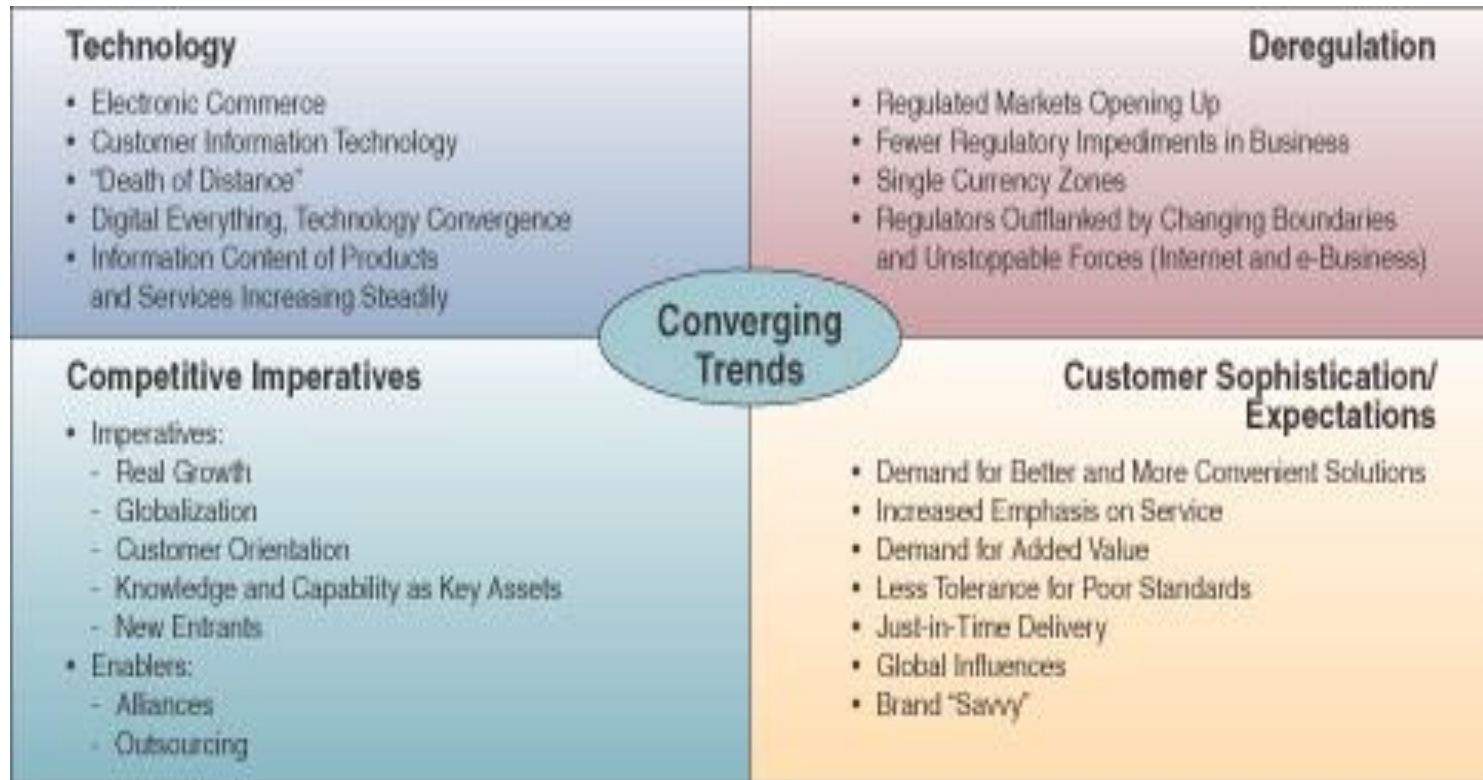 Technology
• Electronic Commerce
• Customer Information Technology
• "Death of Distance"
• Digital Everything, Technology Convergence
• Information Content of Products
and Services Increasing Steadily
Deregulation
• Regulated Markets Opening Up
• Fewer Regulatory Impediments in Business
• Single Currency Zones
• Regulators Outflanked by Changing Boundaries
and Unstoppable Forces (Internet and e-Business)
Converging
Trends
Competitive Imperatives
• Imperatives:
- Real Growth
- Globalization
- Customer Orientation
- Knowledge and Capability as Key Assets
- New Entrants
• Enablers:
- Alliances
- Outsourcing
Customer Sophistication/
Expectations
• Demand for Better and More Convenient Solutions
• Increased Emphasis on Service
• Demand for Added Value
• Less Tolerance for Poor Standards
• Just-in-Time Delivery
• Global Influences
• Brand "Savvy"